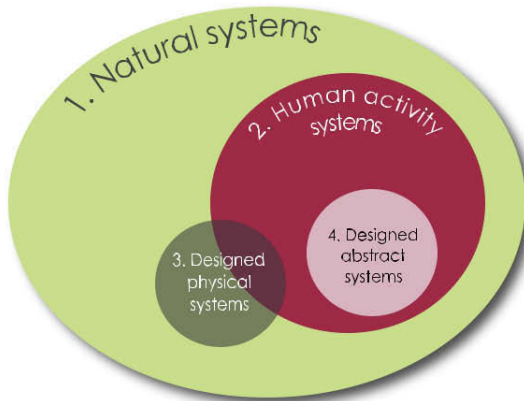 1. Natural systems
2. Human activity
systems
3. Designed
physical
systems
4. Designed
abstract
systems